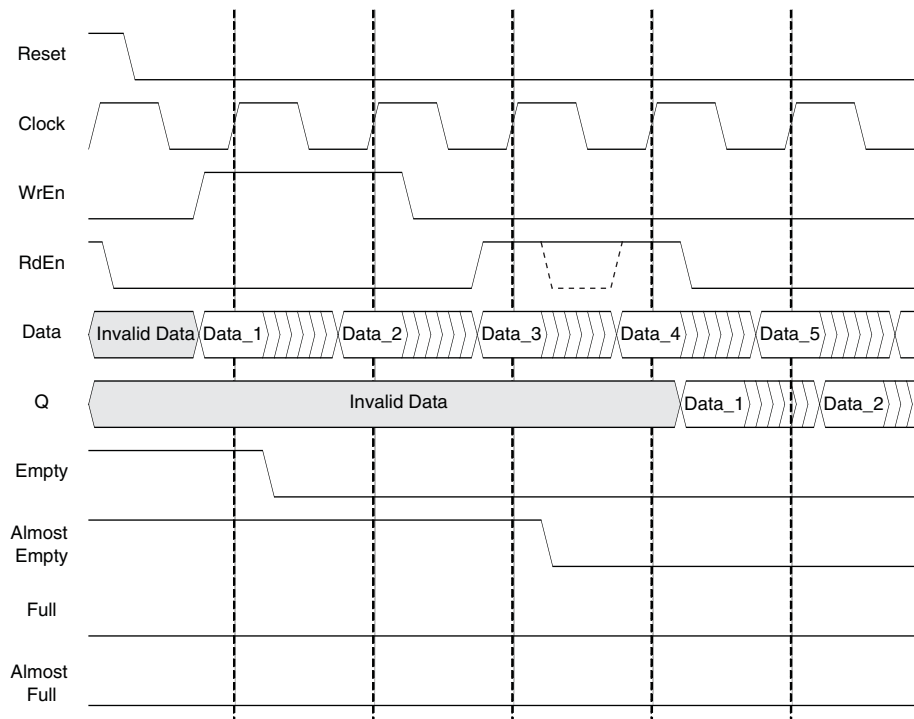 Reset
Clock
WrEn
RdEn
Data
Invalid Data Data_1 Data_2 Data_3 Data_4 Data_5
Q
Invalid Data Data_1 Data_2
Empty
Almost
Empty
Full
Almost
Full